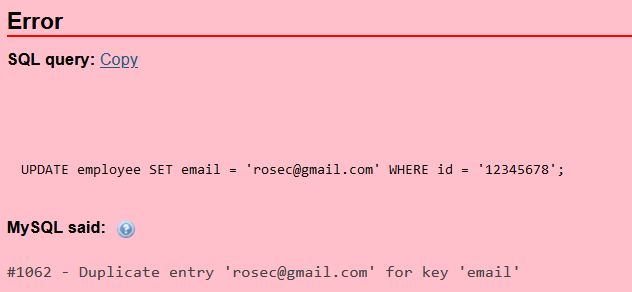 Error
SQL query: Copy
UPDATE employee SET email = 'rosec@gmail.com' WHERE id = '12345678';
MySQL said:
#1062 - Duplicate entry 'rosec@gmail.com' for key 'email'